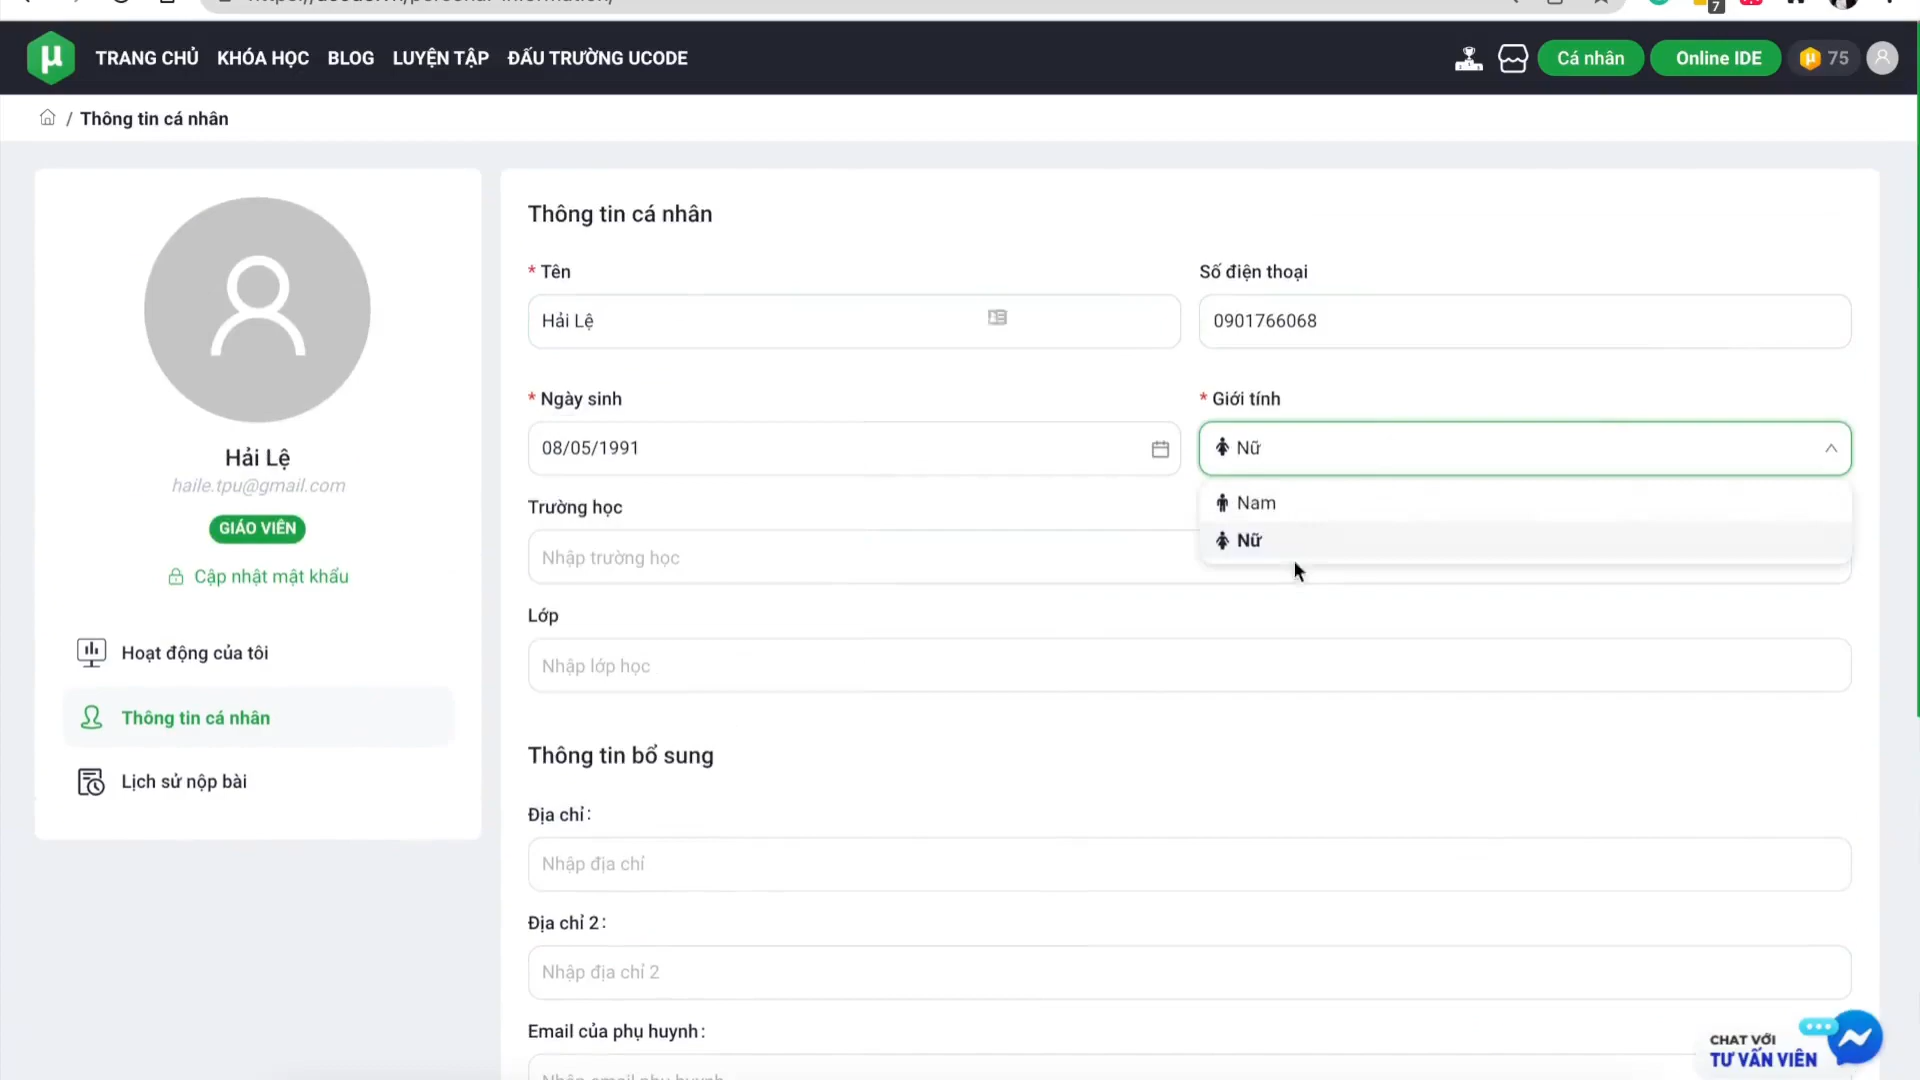 7
TRANG CHỦ KHÓA HỌC BLOG LUYỆN TẬP ĐẤU TRƯỜNG UCODE
Cá nhân Online IDE 75
/ Thông tin cá nhân
Hải Lệ
haile.tpu@gmail.com
GIÁO VIÊN
Cập nhật mật khẩu
Hoạt động của tôi
Thông tin cá nhân
Lịch sử nộp bài
Thông tin cá nhân
* Tên
Hải Lệ
Số điện thoại
0901766068
* Ngày sinh
08/05/1991
* Giới tính
Nữ
Nam
Nữ
Trường học
Nhập trường học
Lớp
Nhập lớp học
Thông tin bổ sung
Địa chỉ:
Nhập địa chỉ
Địa chỉ 2:
Nhập địa chỉ 2
Email của phụ huynh:
Nhập email phụ huynh
CHAT VỚI
TƯ VẤN VIÊN